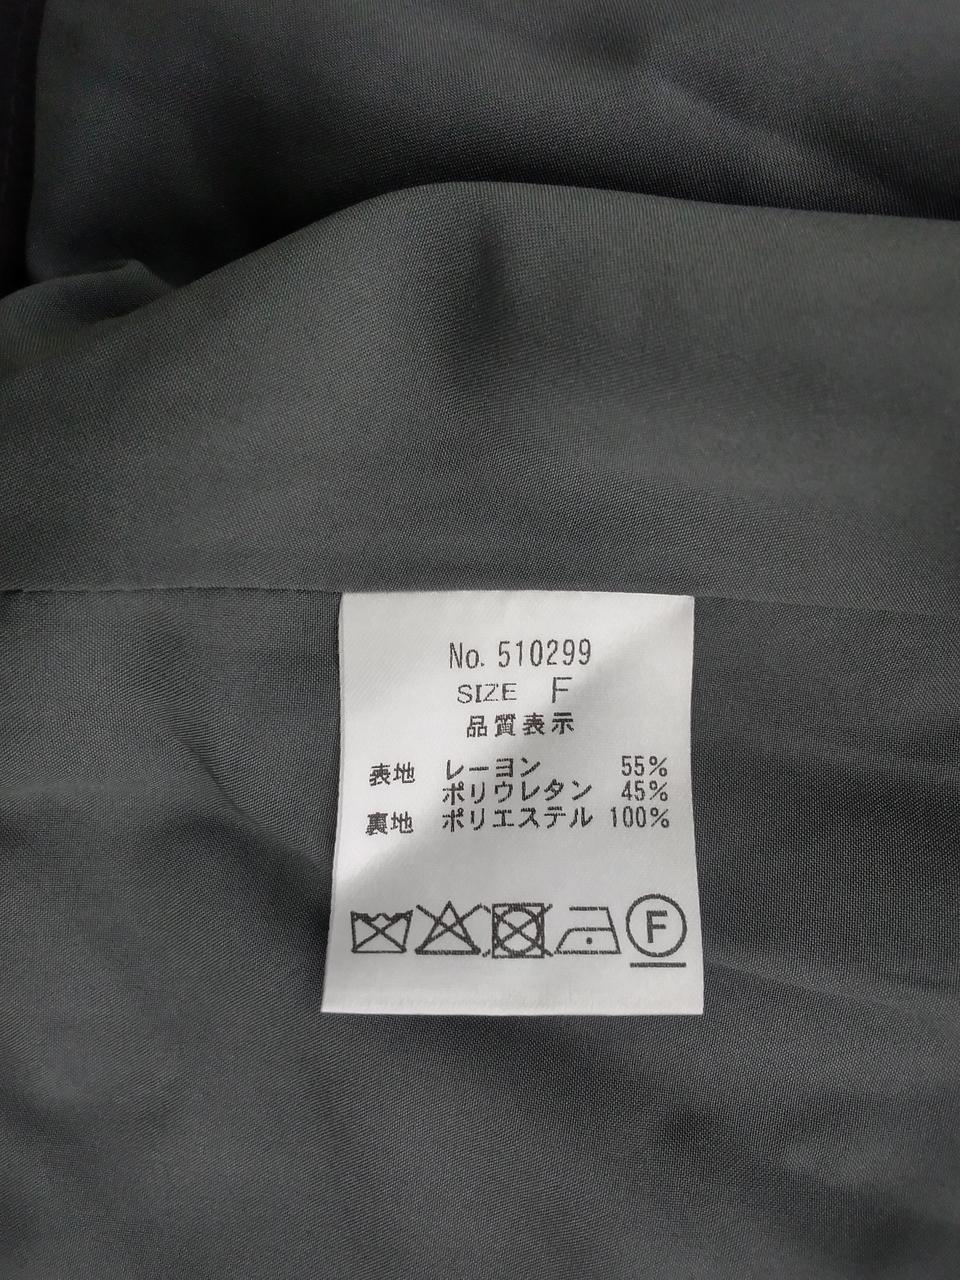 No. 510299
SIZE F
品質表示
表地 レーヨン 55%
ポリウレタン 45%
裏地 ポリエステル 100%
F